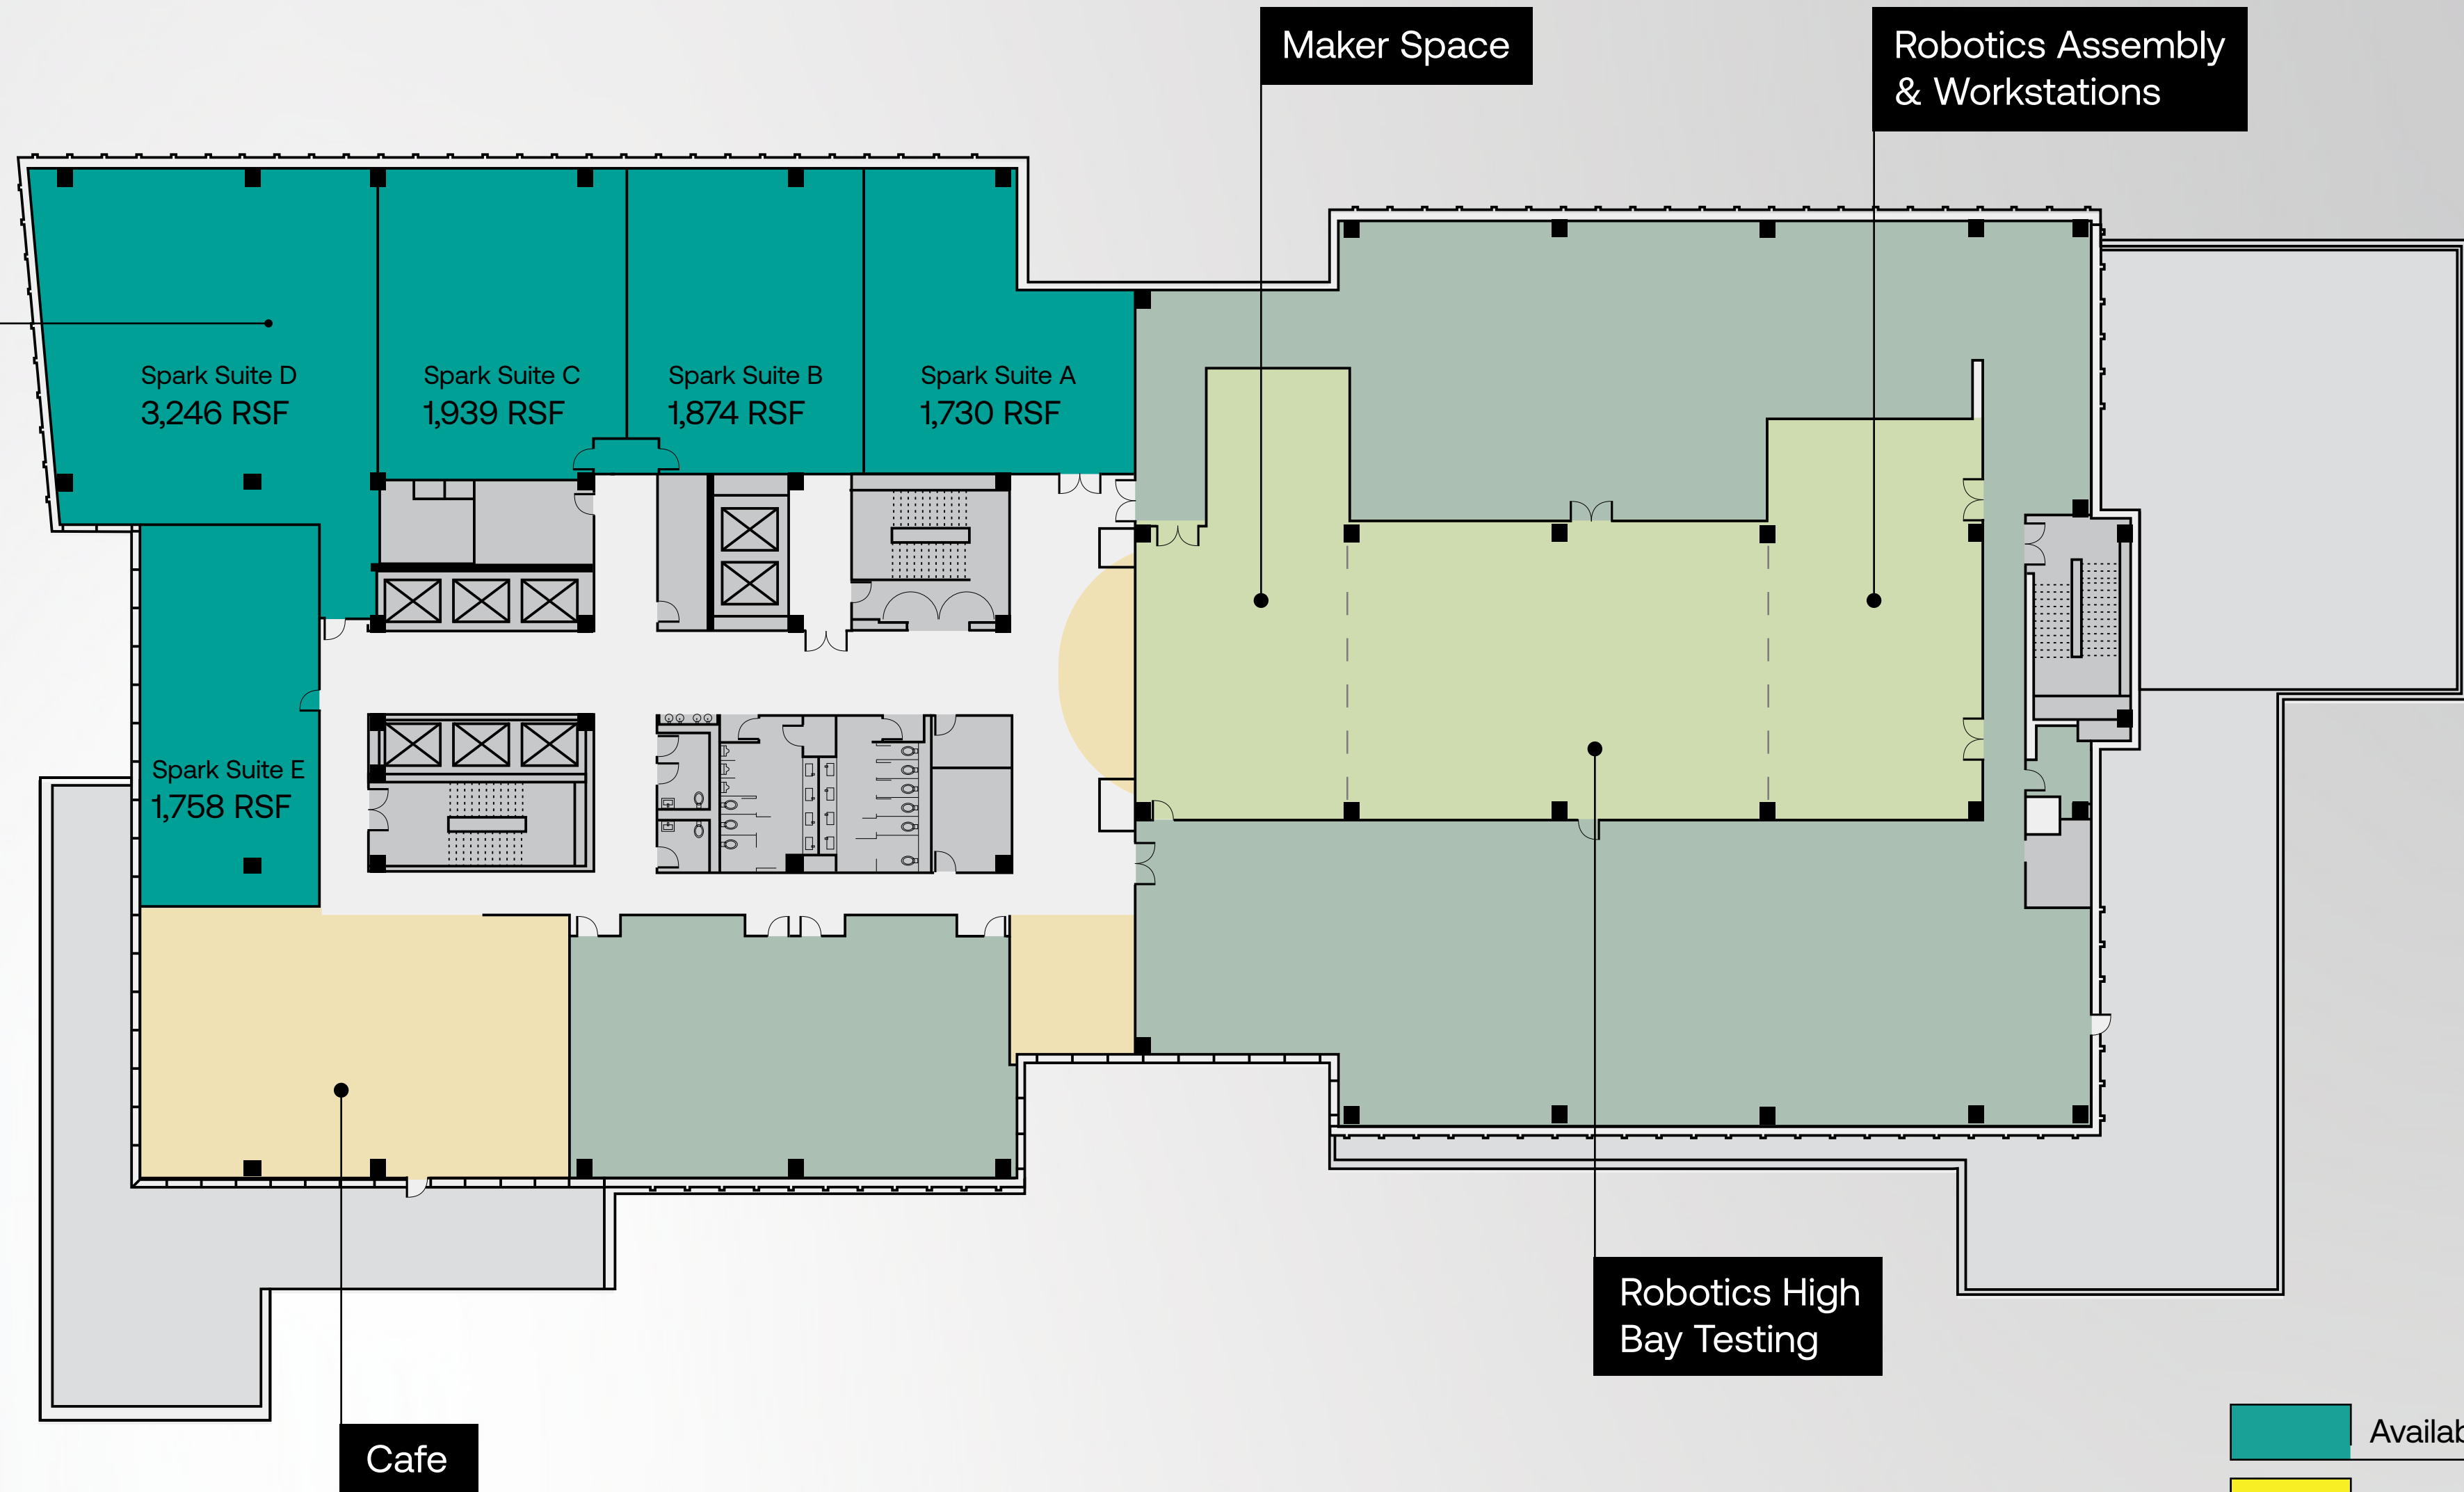 Maker Space
Robotics Assembly
& Workstations
Spark Suite D
3,246 RSF
Spark Suite C
1,939 RSF
Spark Suite B
1,874 RSF
Spark Suite A
1,730 RSF
Spark Suite E
1,758 RSF
Robotics High
Bay Testing
Cafe